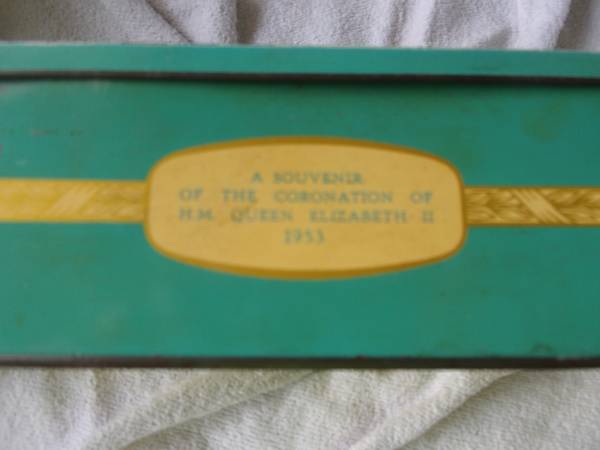 A SOUVENIR
OF THE CORONATION OF
H.M. QUEEN ELIZABETH II
1953